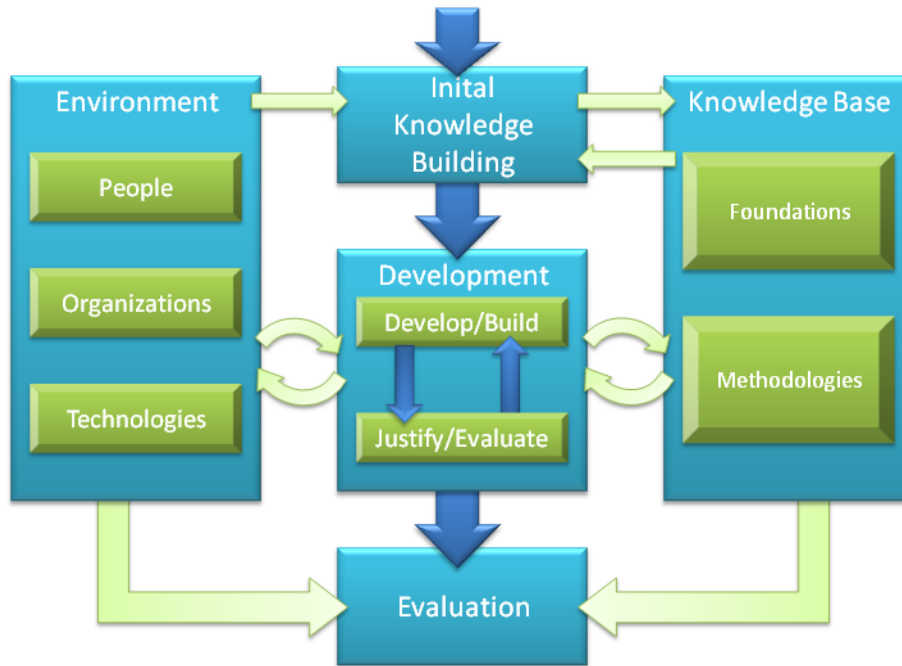 Environment
People
Organizations
Technologies
Inital
Knowledge
Building
Development
Develop/Build
Justify/Evaluate
Evaluation
Knowledge Base
Foundations
Methodologies